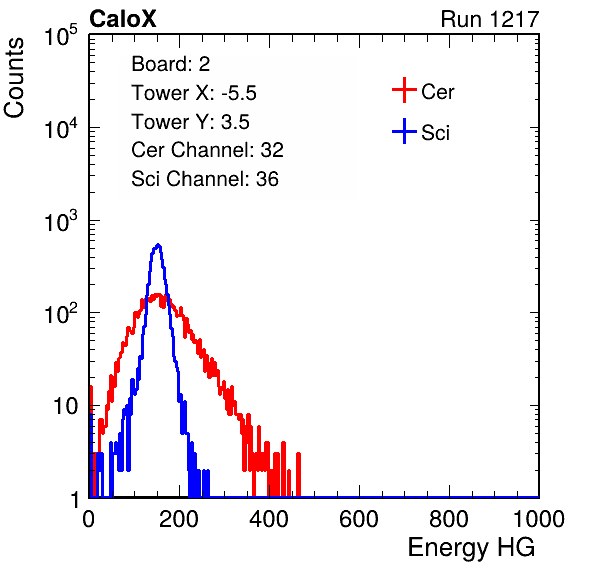 CaloX Run 1217
Counts
Board: 2
Tower X: -5.5
Tower Y: 3.5
Cer Channel: 32
Sci Channel: 36
Cer
Sci
10^5
10^4
10^3
10^2
10
1
0 200 400 600 800 1000
Energy HG